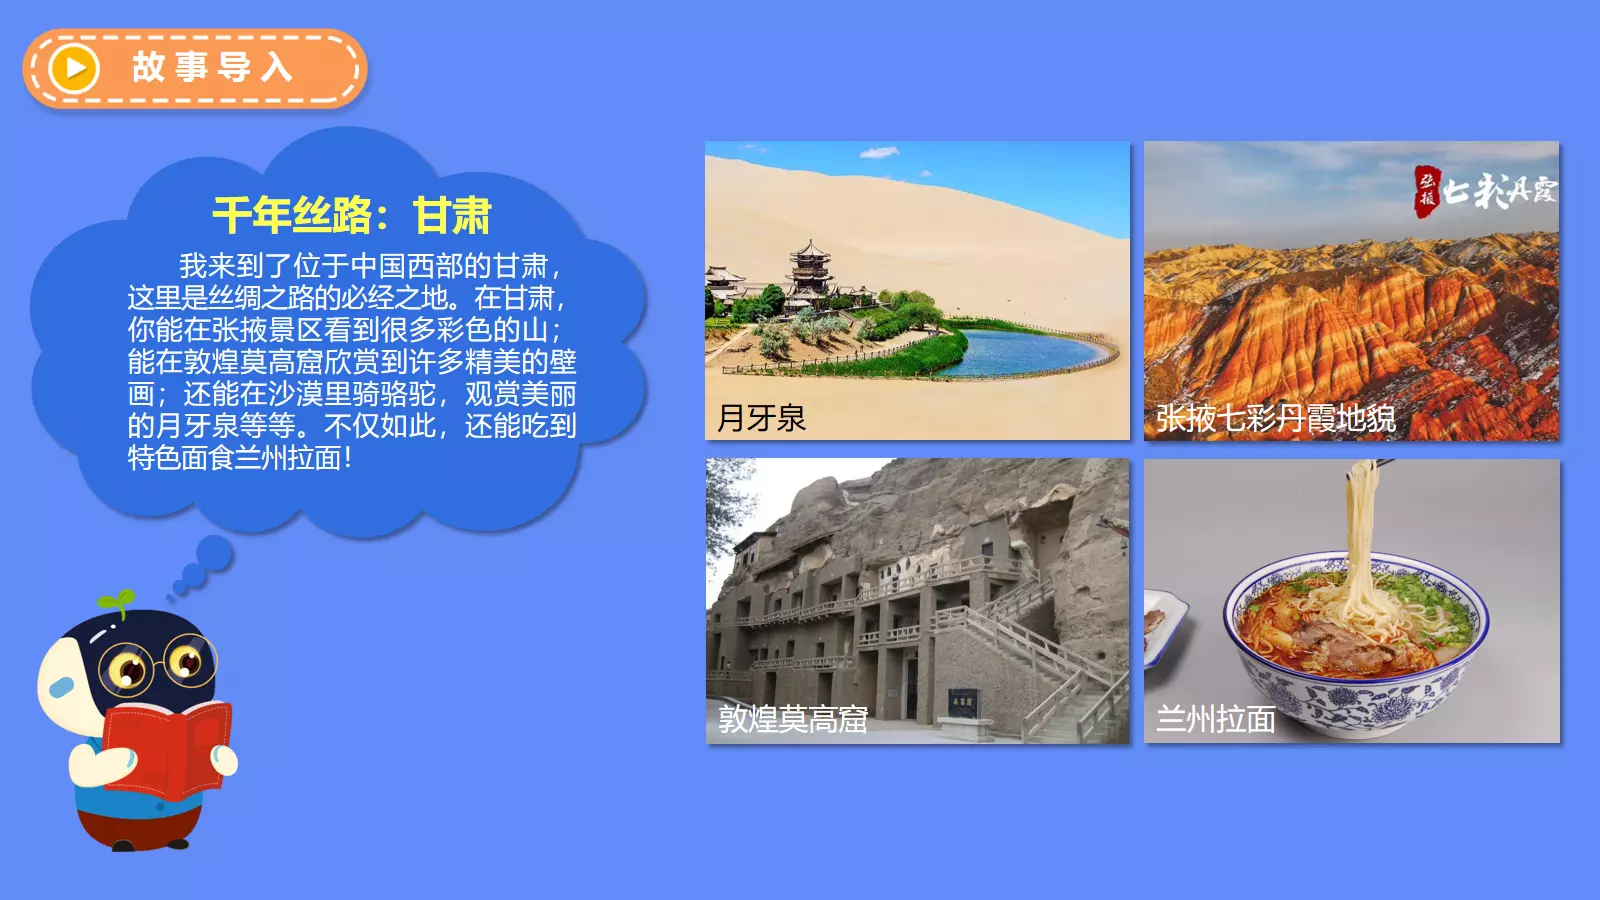 故事导入
千年丝路：甘肃
我来到了位于中国西部的甘肃，
这里是丝绸之路的必经之地。在甘肃，
你能在张掖景区看到很多彩色的山；
能在敦煌莫高窟欣赏到许多精美的壁
画；还能在沙漠里骑骆驼，观赏美丽
的月牙泉等等。不仅如此，还能吃到
特色面食兰州拉面！
月牙泉
张掖
七彩丹霞
张掖七彩丹霞地貌
敦煌莫高窟
兰州拉面